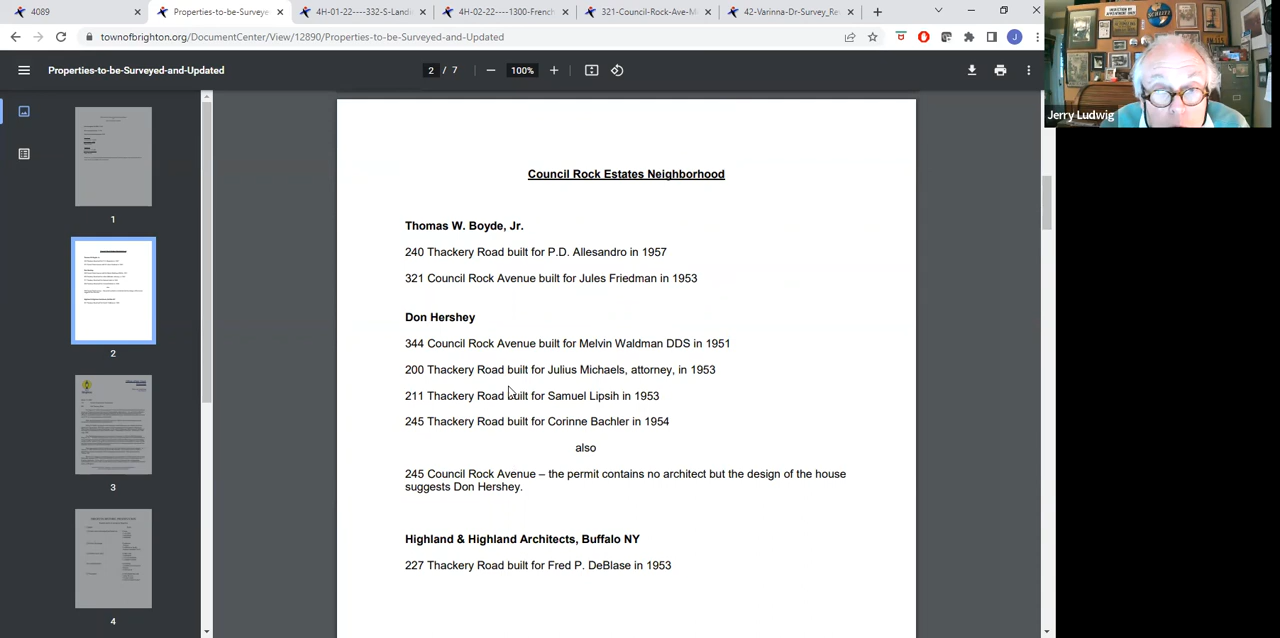 4089
Properties-to-be-Surveye
4H-01-22----332-S-Landi
4H-02-22----1300-French
321-Council-Rock-Ave-M
42-Varinna-Dr-Survey_Re
townofbrighton.org/DocumentCenter/View/12890/Properties-to-be-Surveyed-and-Updated
J
Properties-to-be-Surveyed-and-Updated
2 / 7
100%
1
2
3
4
Council Rock Estates Neighborhood
Thomas W. Boyde, Jr.
240 Thackery Road built for P.D. Allesandro in 1957
321 Council Rock Avenue built for Jules Friedman in 1953
Don Hershey
344 Council Rock Avenue built for Melvin Waldman DDS in 1951
200 Thackery Road built for Julius Michaels, attorney, in 1953
211 Thackery Road built for Samuel Lipsih in 1953
245 Thackery Road built for Corinne Bachler in 1954
also
245 Council Rock Avenue – the permit contains no architect but the design of the house
suggests Don Hershey.
Highland & Highland Architects, Buffalo NY
227 Thackery Road built for Fred P. DeBlase in 1953
Jerry Ludwig